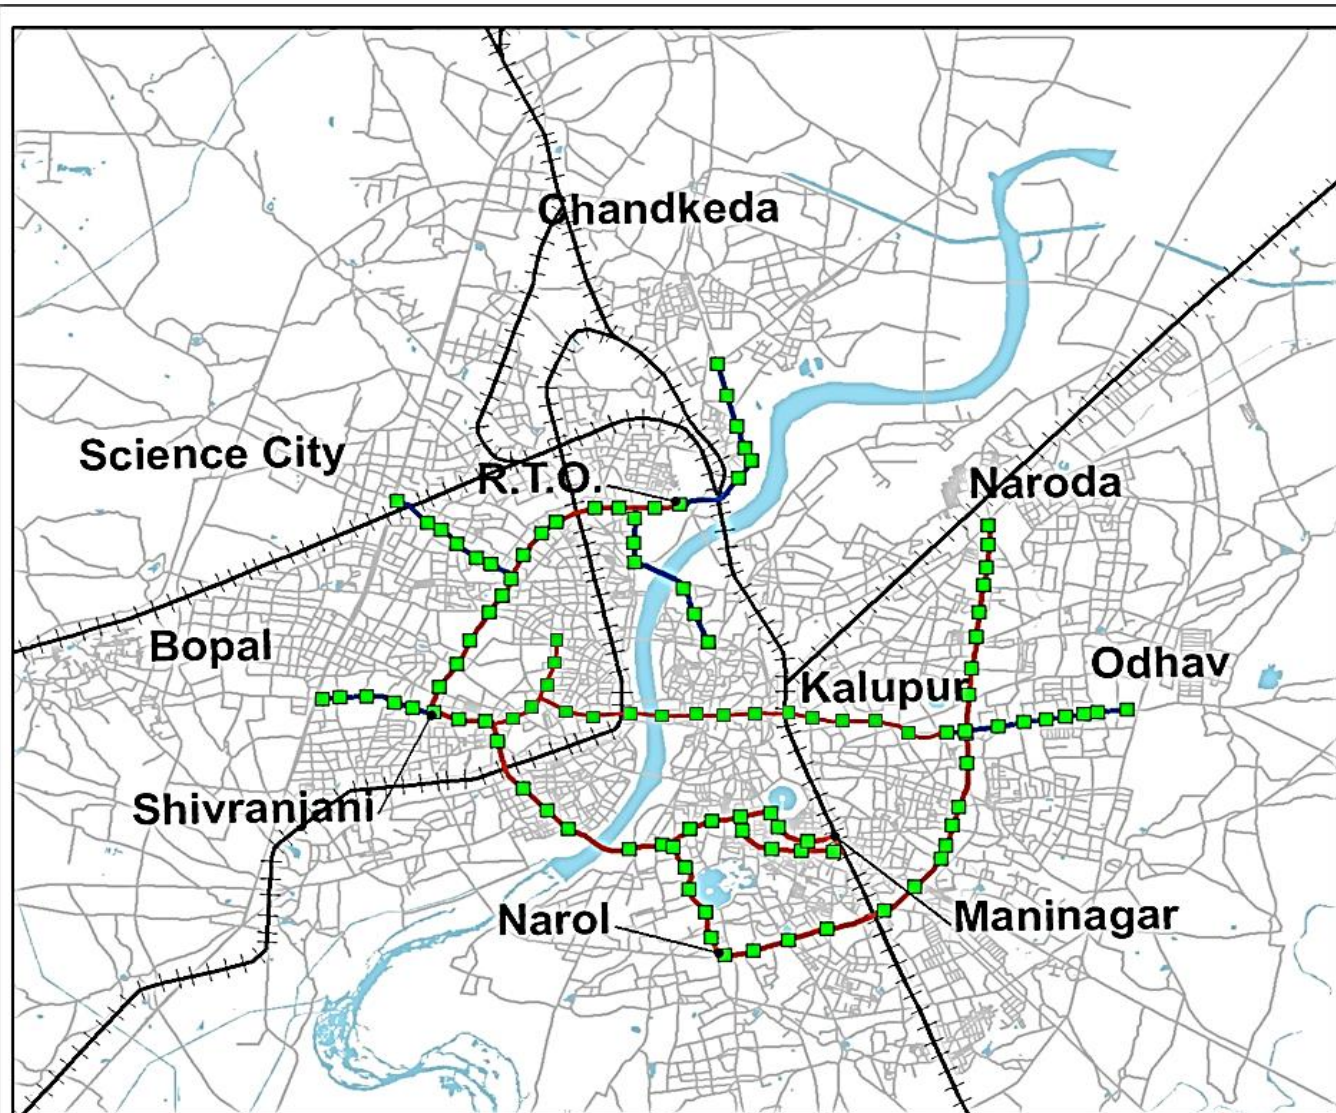 Chandkeda
Science City
R.T.O.
Naroda
Bopal
Kalupur
Odhav
Shivranjani
Narol
Maninagar